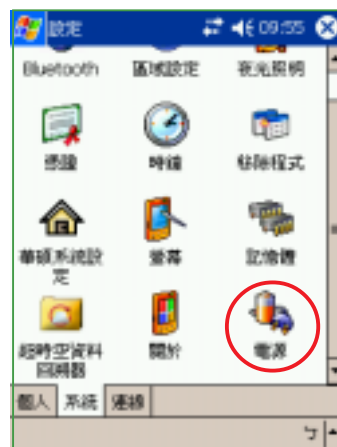 設定 09:55
Bluetooth 區域設定 夜光照明
憑證 時鐘 移除程式
華碩系統設定 螢幕 記憶體
超時空資料回溯器 關於 電源
個人 系統 連線
ㄅ